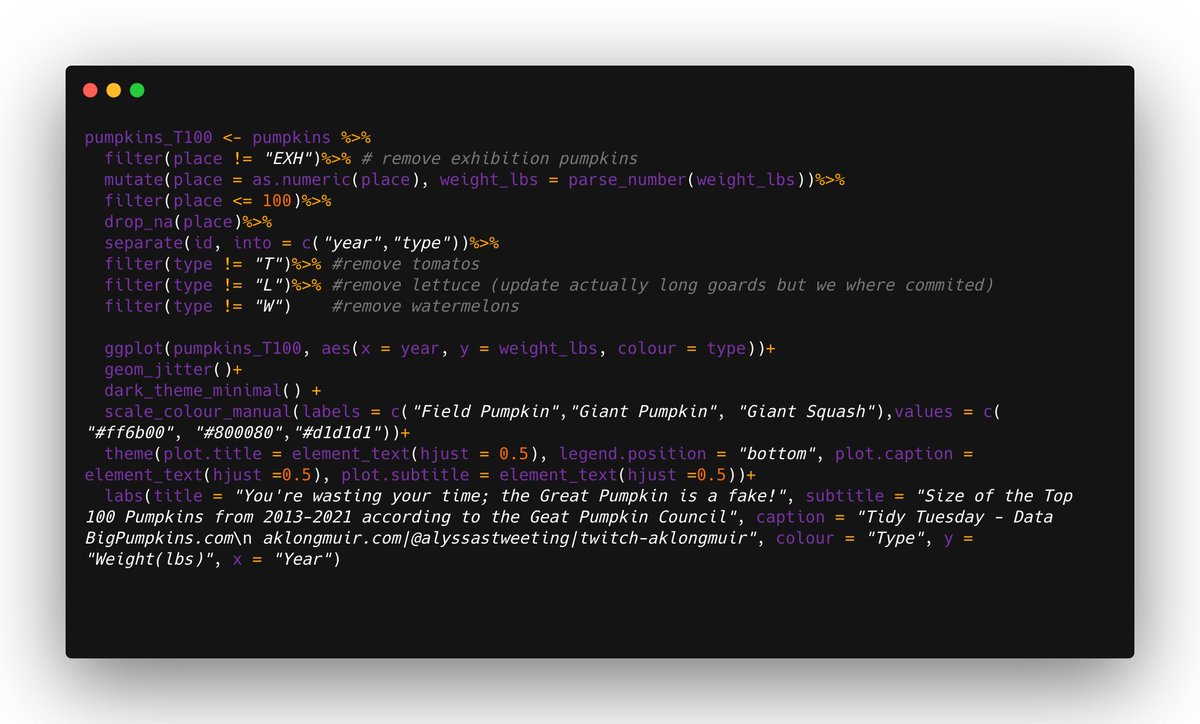 pumpkins_T100 <- pumpkins %>%
  filter(place != "EXH")%>% # remove exhibition pumpkins
  mutate(place = as.numeric(place), weight_lbs = parse_number(weight_lbs))%>%
  filter(place <= 100)%>%
  drop_na(place)%>%
  separate(id, into = c("year","type"))%>%
  filter(type != "T")%>% #remove tomatos
  filter(type != "L")%>% #remove lettuce (update actually long goards but we where commited)
  filter(type != "W")    #remove watermelons

  ggplot(pumpkins_T100, aes(x = year, y = weight_lbs, colour = type))+
  geom_jitter()+
  dark_theme_minimal() +
  scale_colour_manual(labels = c("Field Pumpkin","Giant Pumpkin", "Giant Squash"),values = c(
"#ff6b00", "#800080","#d1d1d1"))+
  theme(plot.title = element_text(hjust = 0.5), legend.position = "bottom", plot.caption =
element_text(hjust =0.5), plot.subtitle = element_text(hjust =0.5))+
  labs(title = "You're wasting your time; the Great Pumpkin is a fake!", subtitle = "Size of the Top
100 Pumpkins from 2013-2021 according to the Geat Pumpkin Council", caption = "Tidy Tuesday - Data
BigPumpkins.com\n aklongmuir.com|@alyssastweeting|twitch-aklongmuir", colour = "Type", y =
"Weight(lbs)", x = "Year")